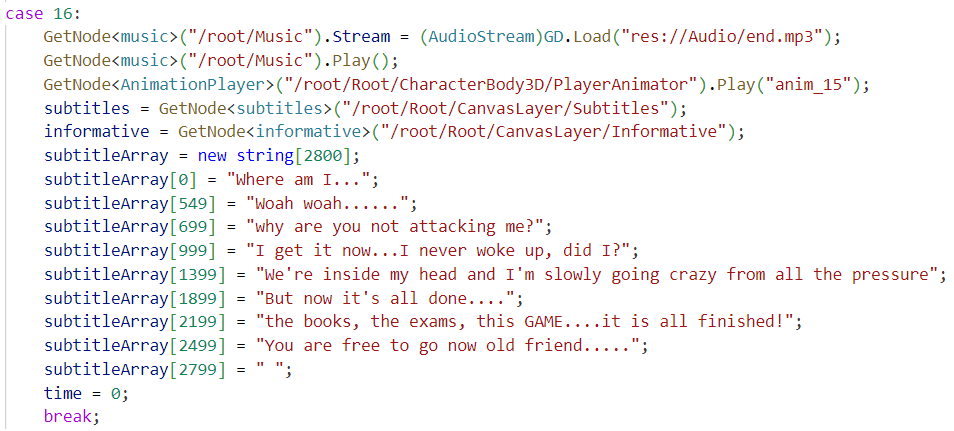 case 16:
GetNode<music>("/root/Music").Stream = (AudioStream)GD.Load("res://Audio/end.mp3");
GetNode<music>("/root/Music").Play();
GetNode<AnimationPlayer>("/root/Root/CharacterBody3D/PlayerAnimator").Play("anim_15");
subtitles = GetNode<subtitles>("/root/Root/CanvasLayer/Subtitles");
informative = GetNode<informative>("/root/Root/CanvasLayer/Informative");
subtitleArray = new string[2800];
subtitleArray[0] = "Where am I...";
subtitleArray[549] = "Woah woah......";
subtitleArray[699] = "why are you not attacking me?";
subtitleArray[999] = "I get it now...I never woke up, did I?";
subtitleArray[1399] = "We're inside my head and I'm slowly going crazy from all the pressure";
subtitleArray[1899] = "But now it's all done....";
subtitleArray[2199] = "the books, the exams, this GAME....it is all finished!";
subtitleArray[2499] = "You are free to go now old friend.....";
subtitleArray[2799] = " ";
time = 0;
break;